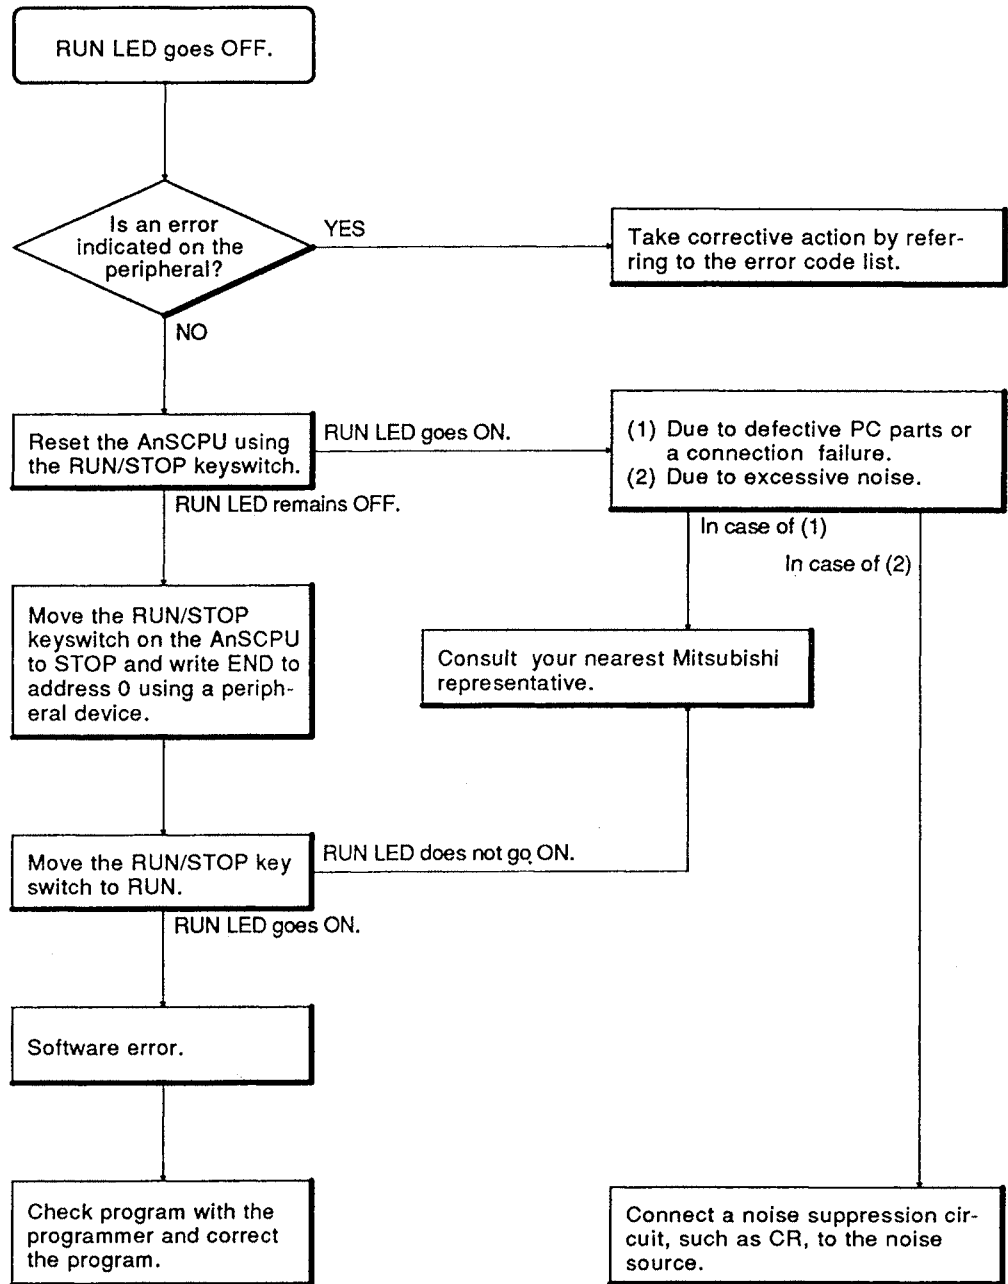 RUN LED goes OFF.
Is an error
indicated on the
peripheral?
YES
Take corrective action by refer-
ring to the error code list.
NO
Reset the AnSCPU using
the RUN/STOP keyswitch.
RUN LED goes ON.
(1) Due to defective PC parts or
a connection failure.
(2) Due to excessive noise.
RUN LED remains OFF.
In case of (1)
In case of (2)
Move the RUN/STOP
keyswitch on the AnSCPU
to STOP and write END to
address 0 using a periph-
eral device.
Consult your nearest Mitsubishi
representative.
Move the RUN/STOP key
switch to RUN.
RUN LED does not go ON.
RUN LED goes ON.
Software error.
Check program with the
programmer and correct
the program.
Connect a noise suppression cir-
cuit, such as CR, to the noise
source.